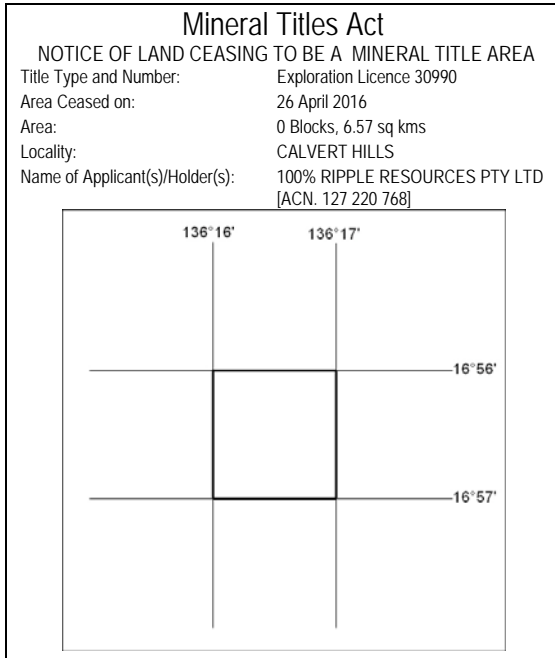 Mineral Titles Act
NOTICE OF LAND CEASING TO BE A MINERAL TITLE AREA
Title Type and Number: Exploration Licence 30990
Area Ceased on: 26 April 2016
Area: 0 Blocks, 6.57 sq kms
Locality: CALVERT HILLS
Name of Applicant(s)/Holder(s): 100% RIPPLE RESOURCES PTY LTD
[ACN. 127 220 768]
136°16' 136°17'
16°56'
16°57'